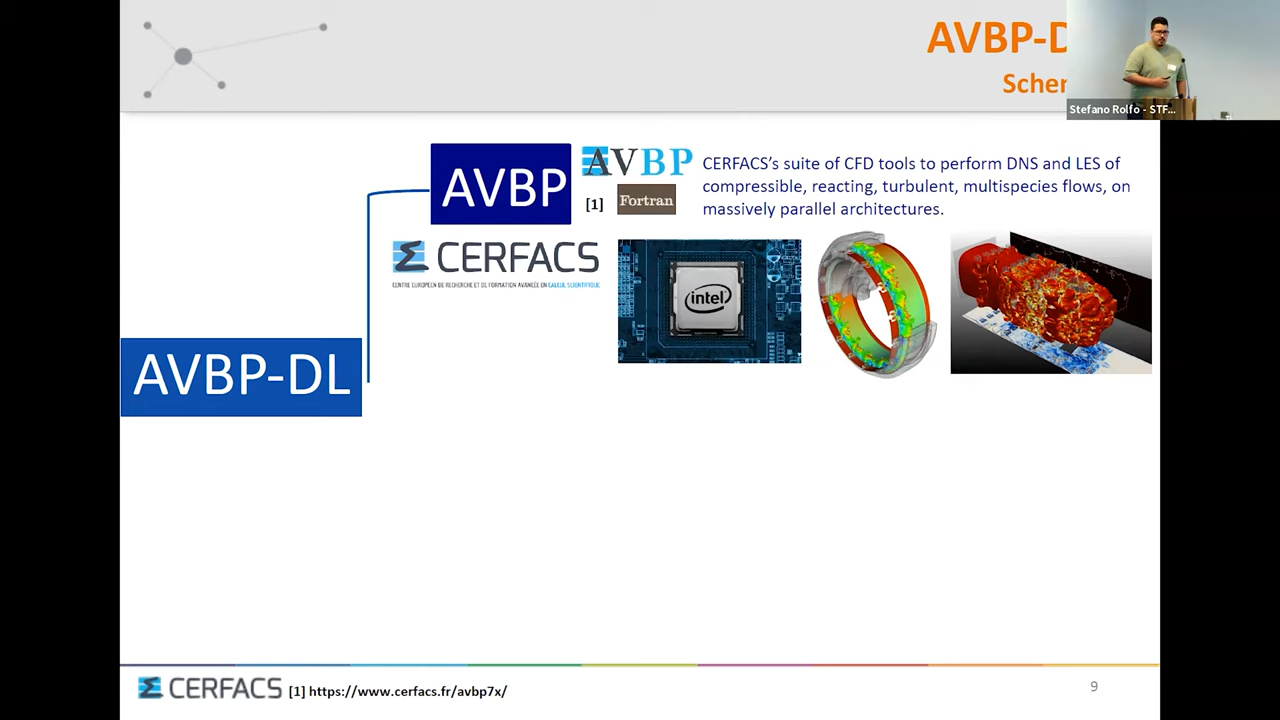 AVBP-D
Scher
Stefano Rolfo - STF...
AVBP
AVBP
[1]
Fortran
CERFACS's suite of CFD tools to perform DNS and LES of
compressible, reacting, turbulent, multispecies flows, on
massively parallel architectures.
CERFACS
CENTRE EUROPÉEN DE RECHERCHE ET DE FORMATION AVANCÉE EN CALCUL SCIENTIFIQUE
intel
AVBP-DL
CERFACS
[1] https://www.cerfacs.fr/avbp7x/
9